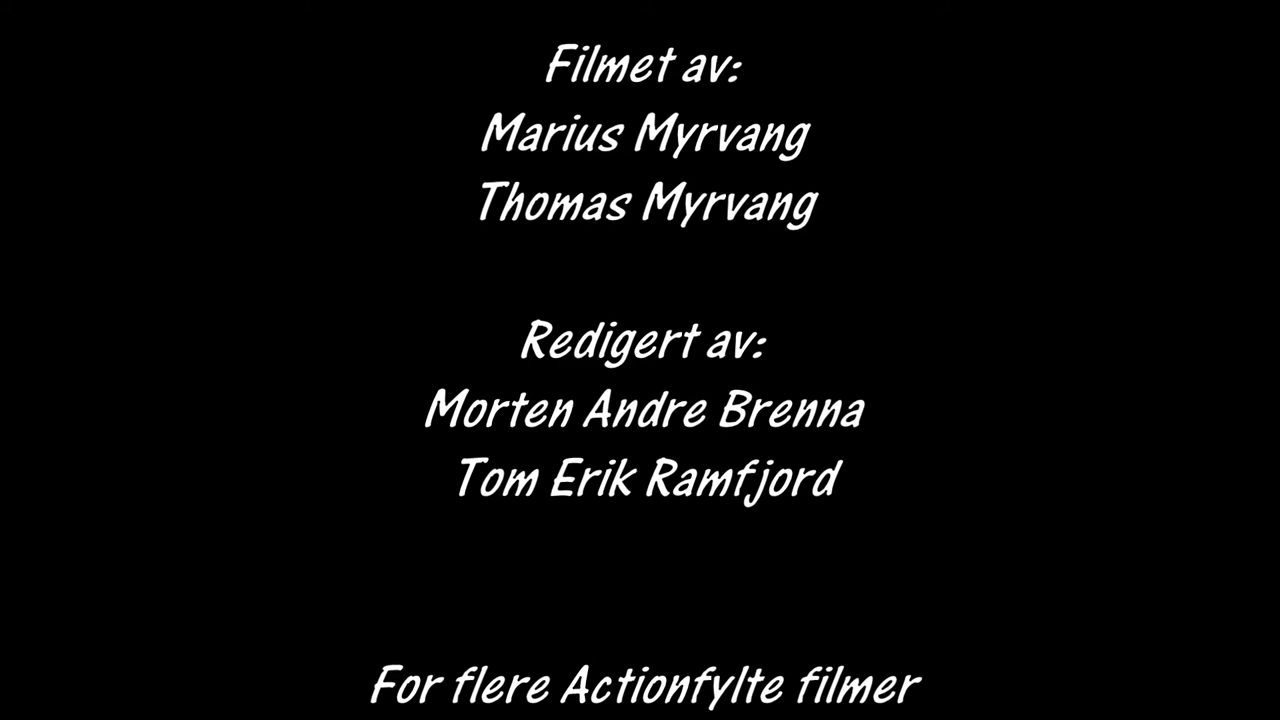 Filmet av:
Marius Myrvang
Thomas Myrvang
Redigert av:
Morten Andre Brenna
Tom Erik Ramfjord
For flere Actionfylte filmer